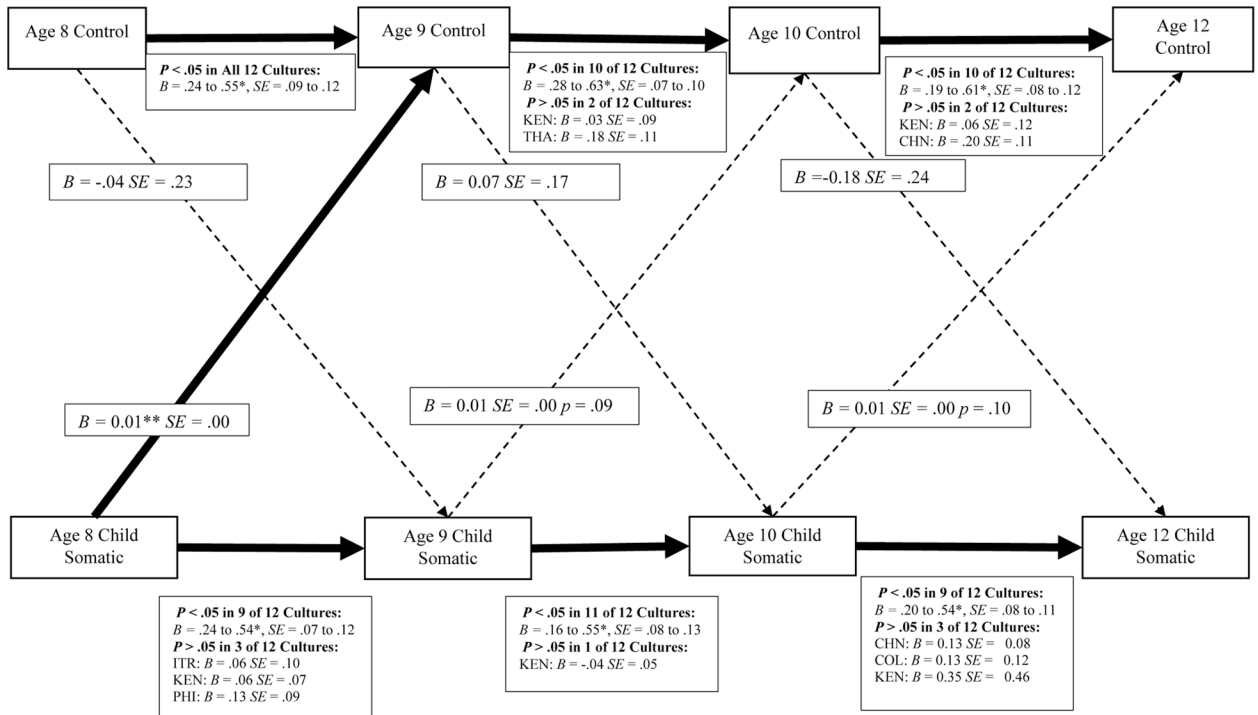 Age 8 Control
Age 9 Control
Age 10 Control
Age 12
Control
P < .05 in All 12 Cultures:
B = .24 to .55*, SE = .09 to .12
P < .05 in 10 of 12 Cultures:
B = .28 to .63*, SE = .07 to .10
P > .05 in 2 of 12 Cultures:
KEN: B = .03 SE = .09
THA: B = .18 SE = .11
P < .05 in 10 of 12 Cultures:
B = .19 to .61*, SE = .08 to .12
P > .05 in 2 of 12 Cultures:
KEN: B = .06 SE = .12
CHN: B = .20 SE = .11
B = -.04 SE = .23
B = 0.07 SE = .17
B =-0.18 SE = .24
B = 0.01** SE = .00
B = 0.01 SE = .00 p = .09
B = 0.01 SE = .00 p = .10
Age 8 Child
Somatic
Age 9 Child
Somatic
Age 10 Child
Somatic
Age 12 Child
Somatic
P < .05 in 9 of 12 Cultures:
B = .24 to .54*, SE = .07 to .12
P > .05 in 3 of 12 Cultures:
ITR: B = .06 SE = .10
KEN: B = .06 SE = .07
PHI: B = .13 SE = .09
P < .05 in 11 of 12 Cultures:
B = .16 to .55*, SE = .08 to .13
P > .05 in 1 of 12 Cultures:
KEN: B = -.04 SE = .05
P < .05 in 9 of 12 Cultures:
B = .20 to .54*, SE = .08 to .11
P > .05 in 3 of 12 Cultures:
CHN: B = 0.13 SE = 0.08
COL: B = 0.13 SE = 0.12
KEN: B = 0.35 SE = 0.46